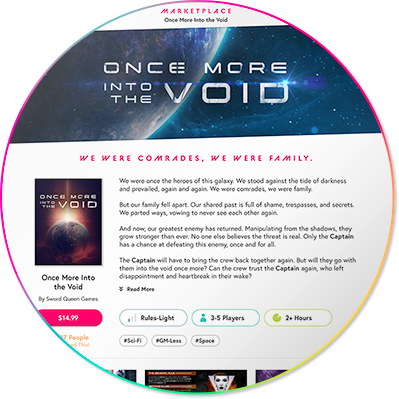 MARKETPLACE
Once More Into the Void
ONCE MORE
INTO THE VOID
WE WERE COMRADES, WE WERE FAMILY.
ONCE MORE
INTO THE VOID
We were once the heroes of this galaxy. We stood against the tide of darkness
and prevailed, again and again. We were comrades, we were family.
But our family fell apart. Our shared past is full of shame, trespasses, and secrets.
We parted ways, vowing to never see each other again.
And now, our greatest enemy has returned. Manipulating from the shadows, they
grow stronger than ever. No one else believes the threat is real. Only the Captain
has a chance at defeating this enemy, once and for all.
The Captain will have to bring the crew back together again. But will they go with
them into the void once more? Can the crew trust the Captain again, who left
disappointment and heartbreak in their wake?
Read More
Once More Into
the Void
By Sword Queen Games
$14.99
7 People
This!
Rules-Light
3-5 Players
2+ Hours
#Sci-Fi
#GM-Less
#Space